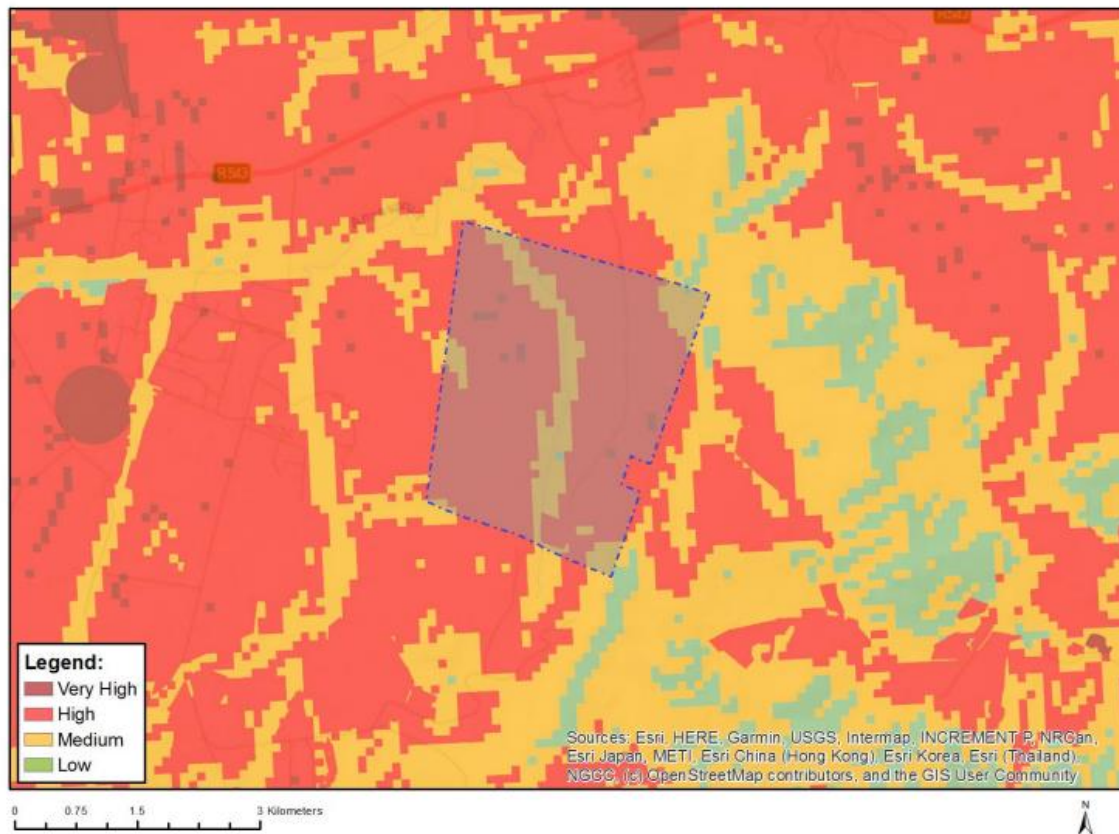 R543
R543
Legend:
Very High
High
Medium
Low
Sources: Esri, HERE, Garmin, USGS, Intermap, INCREMENT P, NRCan,
Esri Japan, METI, Esri China (Hong Kong), Esri Korea, Esri (Thailand),
NGCC, (c) OpenStreetMap contributors, and the GIS User Community
0 0.75 1.5 3 Kilometers
N